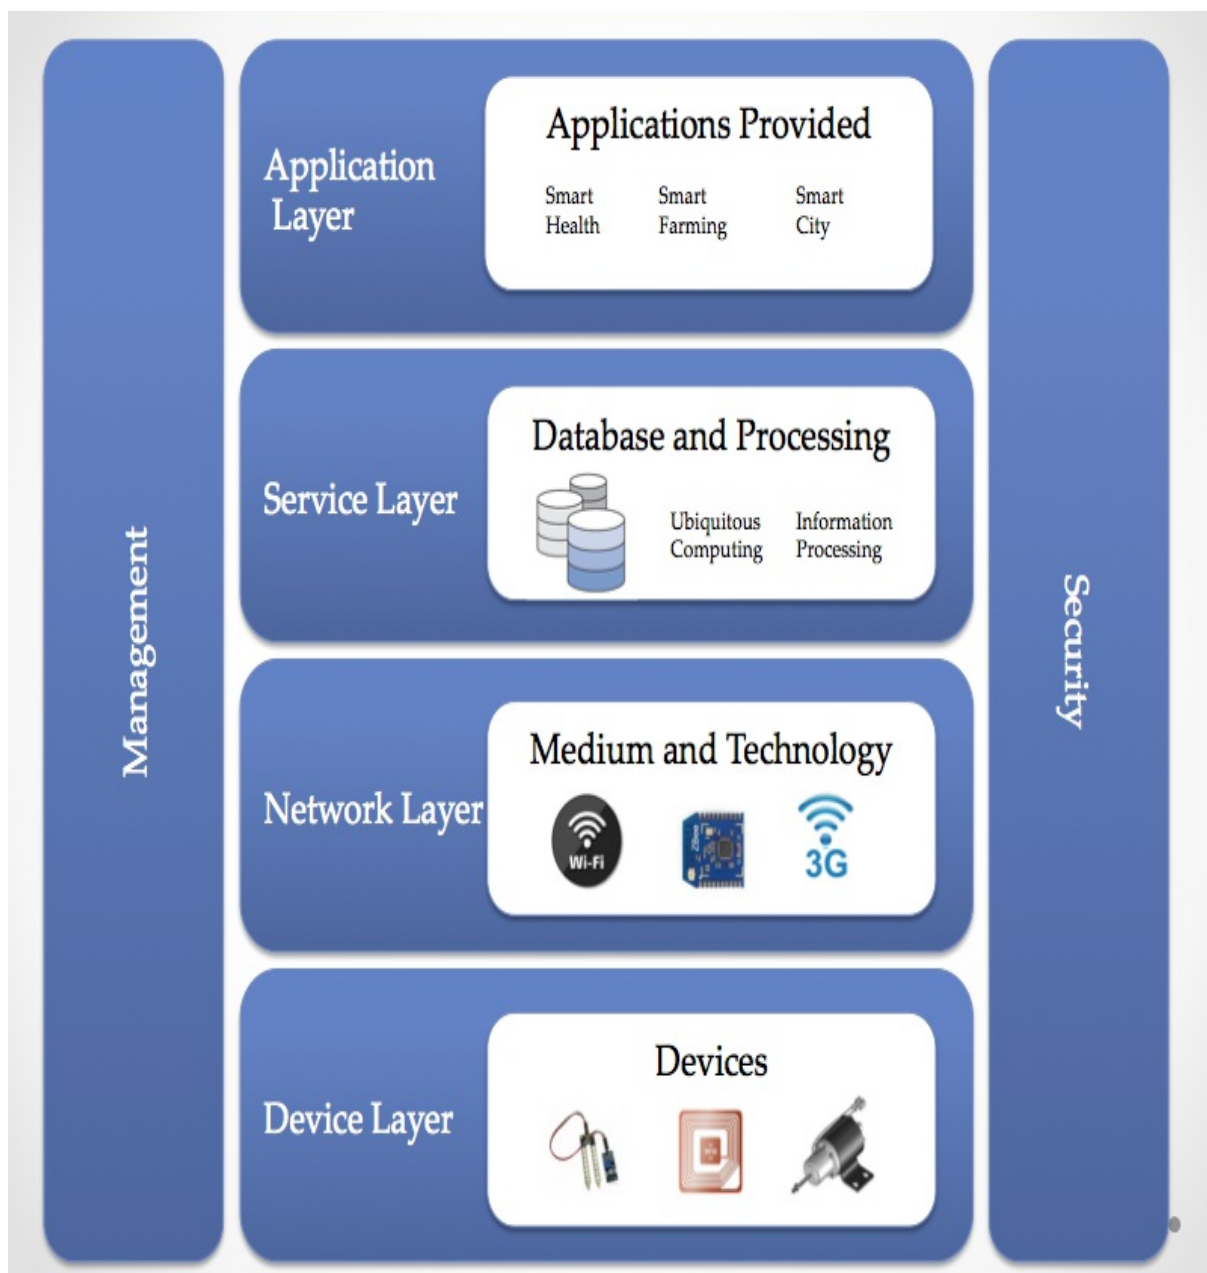 Management
Application
Layer
Applications Provided
Smart
Health
Smart
Farming
Smart
City
Service Layer
Database and Processing
Ubiquitous
Computing
Information
Processing
Network Layer
Medium and Technology
Wi-Fi
ZBee
3G
Device Layer
Devices
Security